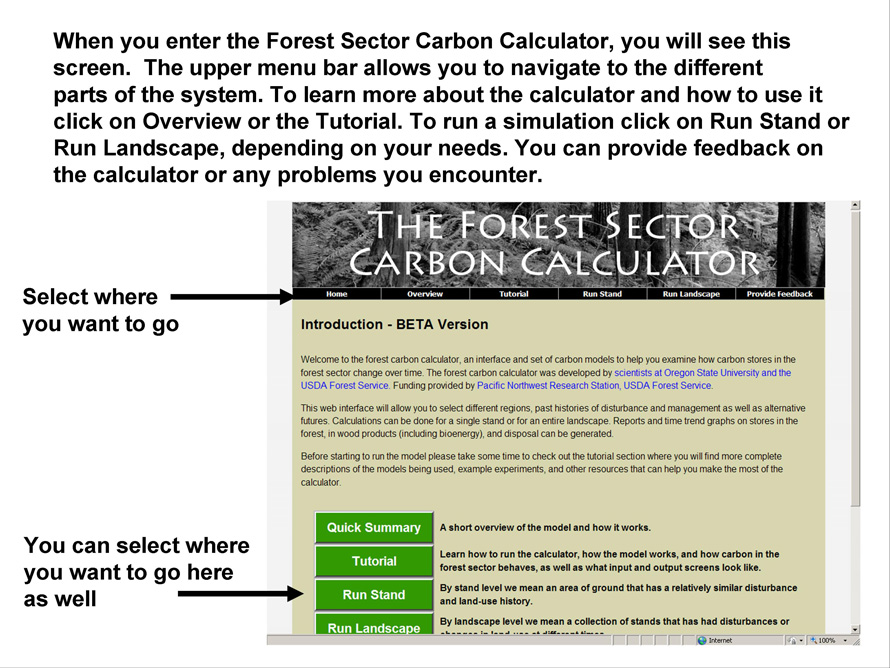 When you enter the Forest Sector Carbon Calculator, you will see this
screen.  The upper menu bar allows you to navigate to the different
parts of the system. To learn more about the calculator and how to use it
click on Overview or the Tutorial. To run a simulation click on Run Stand or
Run Landscape, depending on your needs. You can provide feedback on
the calculator or any problems you encounter.
THE FOREST SECTOR
CARBON CALCULATOR
Select where
you want to go
Home Overview Tutorial Run Stand Run Landscape Provide Feedback
Introduction - BETA Version
Welcome to the forest carbon calculator, an interface and set of carbon models to help you examine how carbon stores in the
forest sector change over time. The forest carbon calculator was developed by scientists at Oregon State University and the
USDA Forest Service. Funding provided by Pacific Northwest Research Station, USDA Forest Service.
This web interface will allow you to select different regions, past histories of disturbance and management as well as alternative
futures. Calculations can be done for a single stand or for an entire landscape. Reports and time trend graphs on stores in the
forest, in wood products (including bioenergy), and disposal can be generated.
Before starting to run the model please take some time to check out the tutorial section where you will find more complete
descriptions of the models being used, example experiments, and other resources that can help you make the most of the
calculator.
You can select where
you want to go here
as well
Quick Summary
A short overview of the model and how it works.
Tutorial
Learn how to run the calculator, how the model works, and how carbon in the
forest sector behaves, as well as what input and output screens look like.
Run Stand
By stand level we mean an area of ground that has a relatively similar disturbance
and land-use history.
Run Landscape
By landscape level we mean a collection of stands that has had disturbances or
changes in land-use at different times
Internet
100%